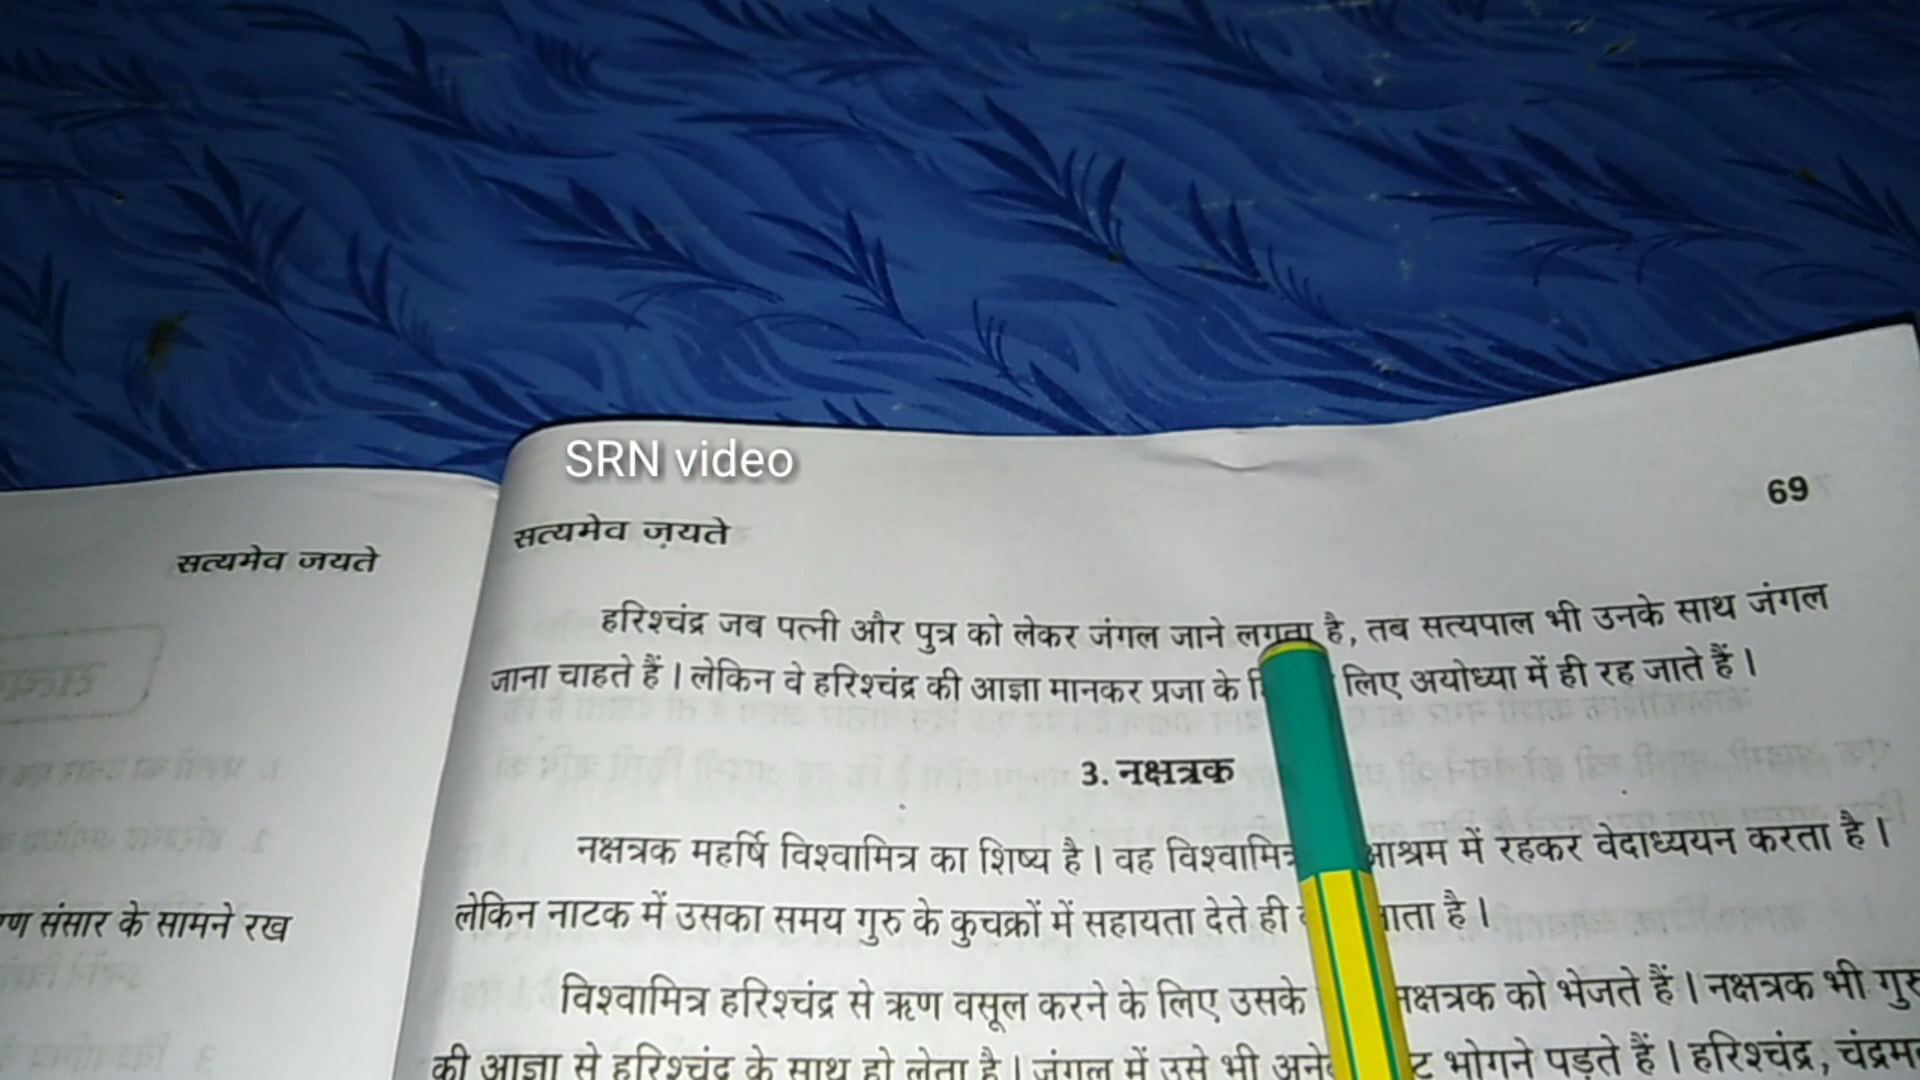 SRN video
सत्यमेव जयते
ण संसार के सामने रख
69
सत्यमेव जयते
हरिश्चंद्र जब पत्नी और पुत्र को लेकर जंगल जाने लगता है, तब सत्यपाल भी उनके साथ जंगल
जाना चाहते हैं । लेकिन वे हरिश्चंद्र की आज्ञा मानकर प्रजा के लिए अयोध्या में ही रह जाते हैं ।
3. नक्षत्रक
नक्षत्रक महर्षि विश्वामित्र का शिष्य है । वह विश्वामित्र आश्रम में रहकर वेदाध्ययन करता है ।
लेकिन नाटक में उसका समय गुरु के कुचक्रों में सहायता देते ही है ।
विश्वामित्र हरिश्चंद्र से ऋण वसूल करने के लिए उसके नक्षत्रक को भेजते हैं । नक्षत्रक भी गुरु
की आज्ञा से हरिश्चंद्र के साथ हो लेता है । जंगल में उसे भी भोगने पड़ते हैं । हरिश्चंद्र,